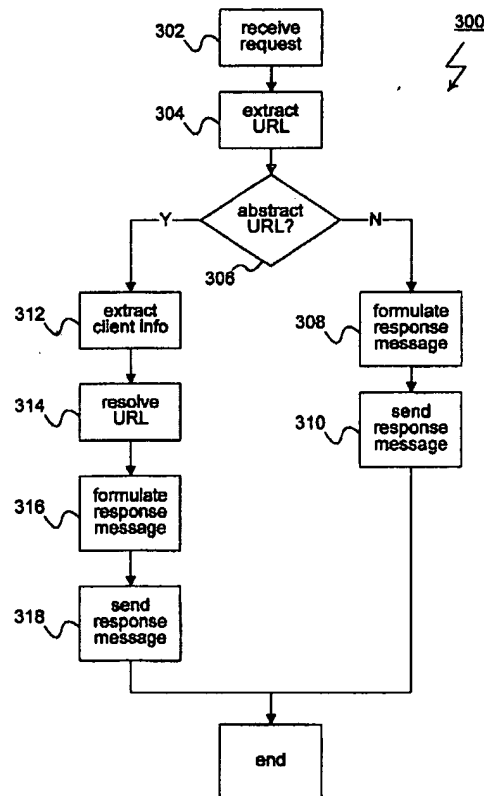 300
302
receive
request
304
extract
URL
abstract
URL?
Y
N
306
312
extract
client info
308
formulate
response
message
314
resolve
URL
310
send
response
message
316
formulate
response
message
318
send
response
message
end